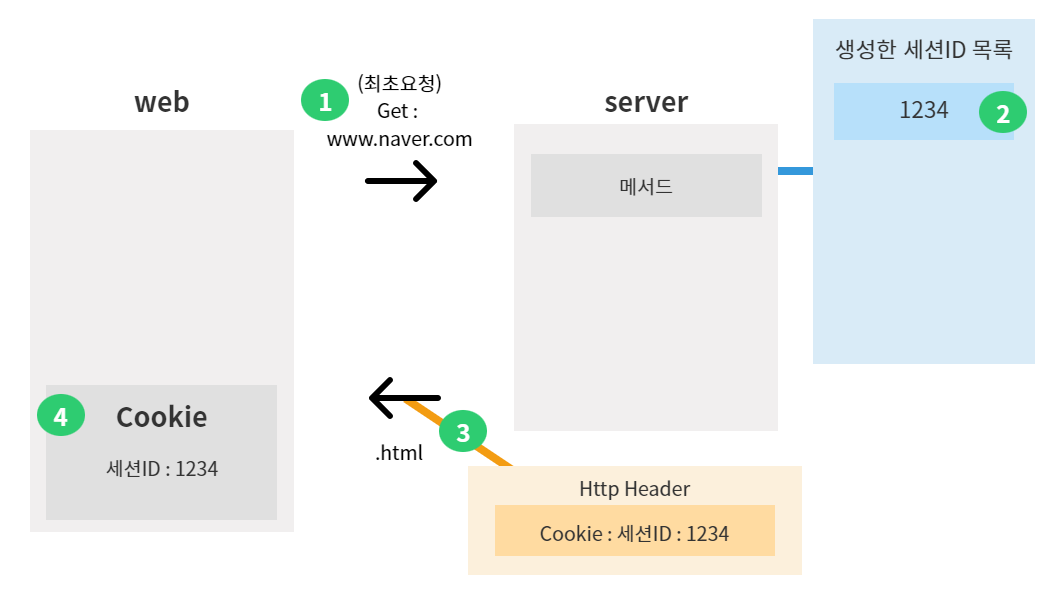 생성한 세션ID 목록
1234
2
1
(최초요청)
Get :
www.naver.com
web
server
메서드
4
Cookie
세션ID : 1234
3
.html
Http Header
Cookie : 세션ID : 1234